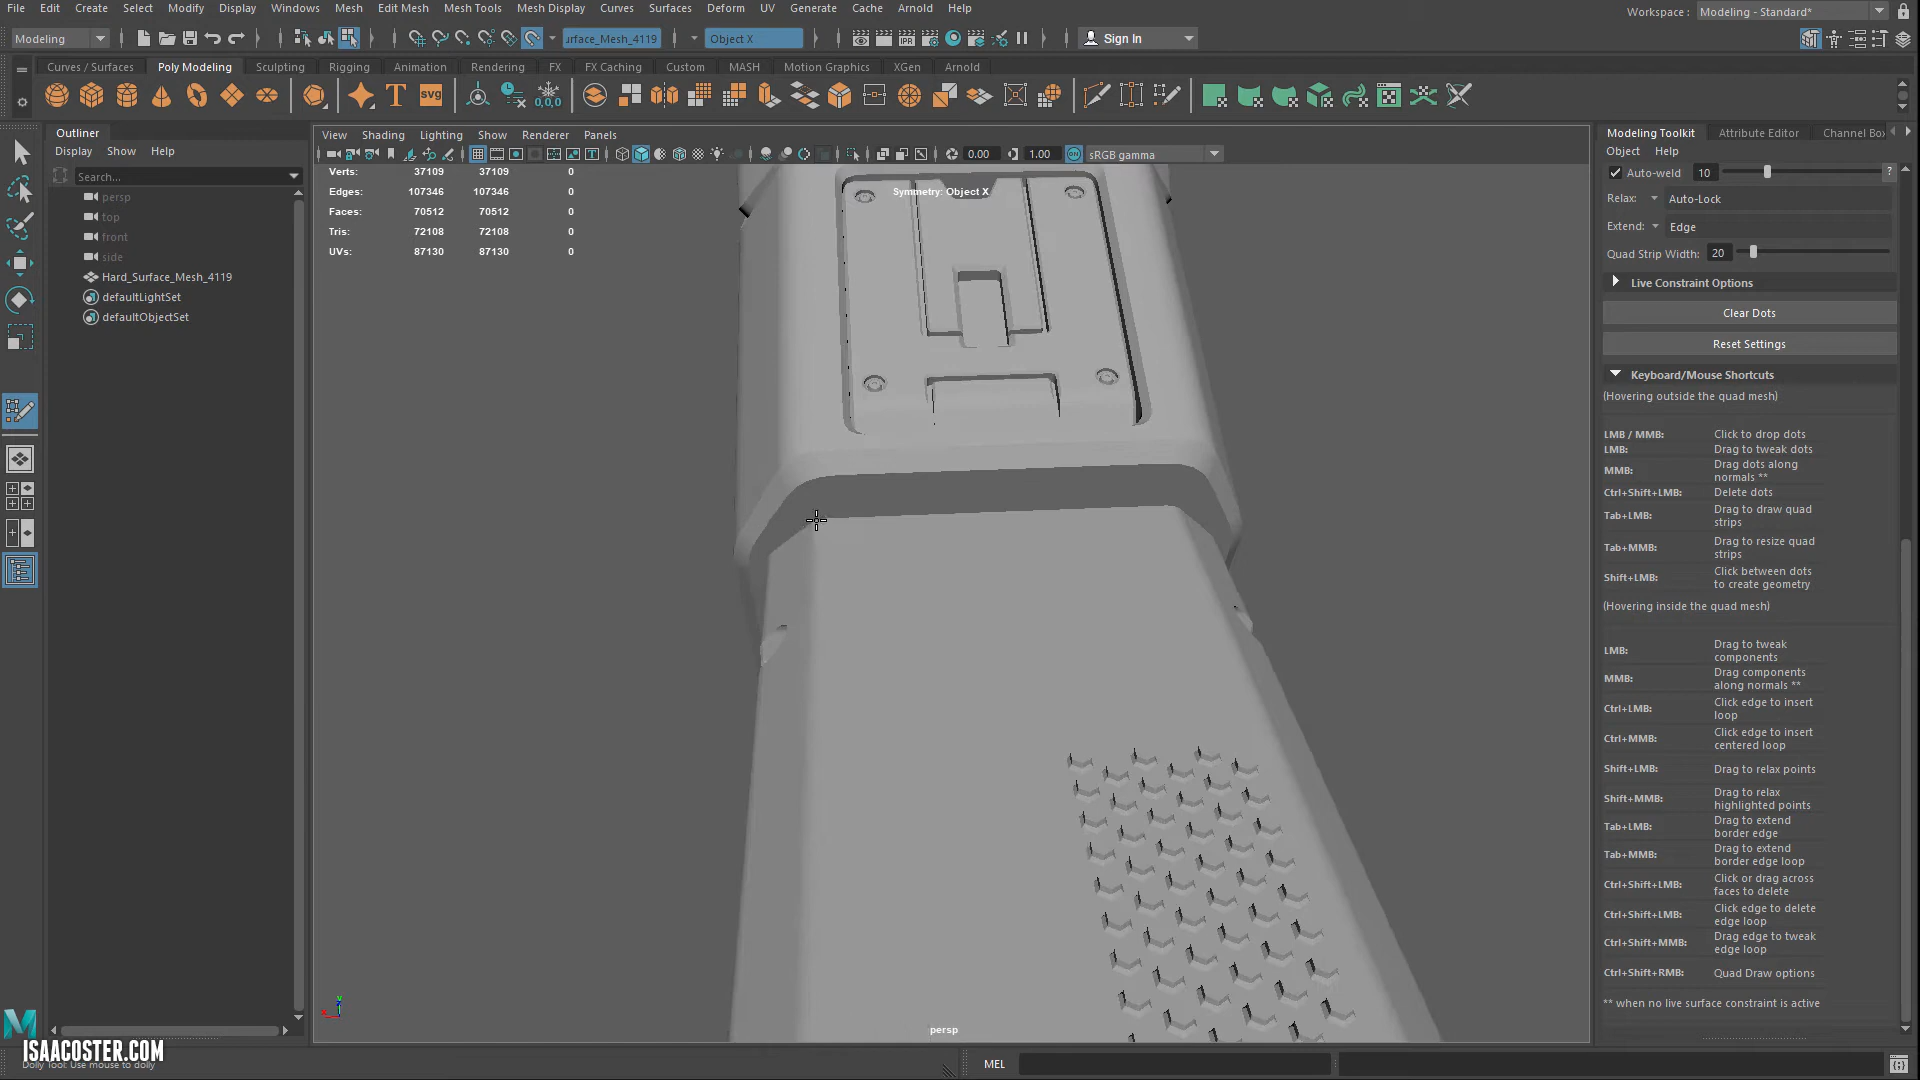 File Edit Create Select Modify Display Windows Mesh Edit Mesh Mesh Tools Mesh Display Curves Surfaces Deform UV Generate Cache Arnold Help
Workspace : Modeling - Standard*
Modeling
urface_Mesh_4119
Object X
Sign In
Curves / Surfaces Poly Modeling Sculpting Rigging Animation Rendering FX FX Caching Custom MASH Motion Graphics XGen Arnold
T svg 0,0,0
Outliner
Display Show Help
Search...
persp
top
front
side
Hard_Surface_Mesh_4119
defaultLightSet
defaultObjectSet
View Shading Lighting Show Renderer Panels
0.00 1.00 sRGB gamma
Verts: 37109 37109 0
Edges: 107346 107346 0
Faces: 70512 70512 0
Tris: 72108 72108 0
UVs: 87130 87130 0
Symmetry: Object X
persp
Modeling Toolkit Attribute Editor Channel Box
Object Help
Auto-weld 10 ?
Relax: Auto-Lock
Extend: Edge
Quad Strip Width: 20
Live Constraint Options
Clear Dots
Reset Settings
Keyboard/Mouse Shortcuts
(Hovering outside the quad mesh)
LMB / MMB: Click to drop dots
LMB: Drag to tweak dots
MMB: Drag dots along
normals **
Ctrl+Shift+LMB: Delete dots
Tab+LMB: Drag to draw quad
strips
Tab+MMB: Drag to resize quad
strips
Shift+LMB: Click between dots
to create geometry
(Hovering inside the quad mesh)
LMB: Drag to tweak
components
MMB: Drag components
along normals **
Ctrl+LMB: Click edge to insert
loop
Ctrl+MMB: Click edge to insert
centered loop
Shift+LMB: Drag to relax points
Shift+MMB: Drag to relax
highlighted points
Tab+LMB: Drag to extend
border edge
Tab+MMB: Drag to extend
border edge loop
Ctrl+Shift+LMB: Click or drag across
faces to delete
Ctrl+Shift+LMB: Click edge to delete
edge loop
Ctrl+Shift+MMB: Drag edge to tweak
edge loop
Ctrl+Shift+RMB: Quad Draw options
** when no live surface constraint is active
ISAACOSTER.COM
Dolly Tool: Use mouse to dolly
MEL